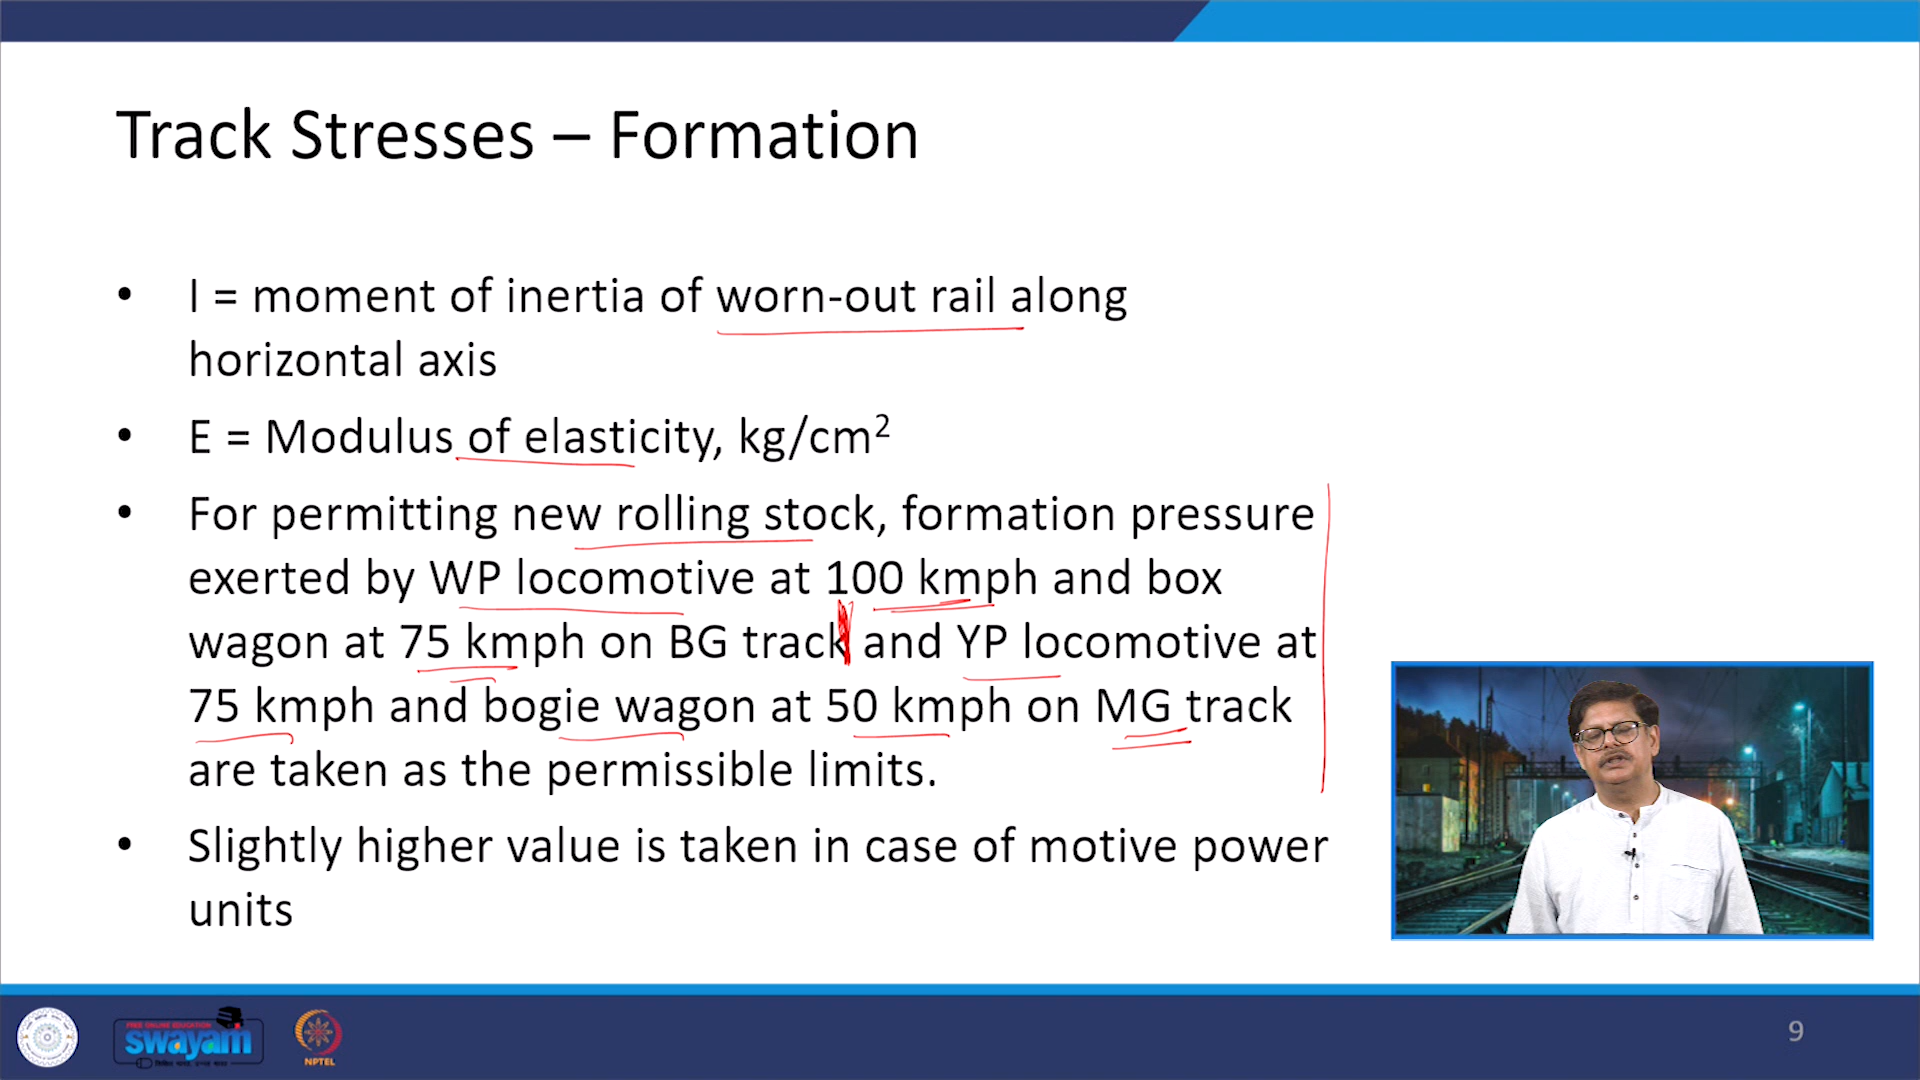 Track Stresses – Formation
• I = moment of inertia of worn-out rail along
horizontal axis
• E = Modulus of elasticity, kg/cm²
• For permitting new rolling stock, formation pressure
exerted by WP locomotive at 100 kmph and box
wagon at 75 kmph on BG track and YP locomotive at
75 kmph and bogie wagon at 50 kmph on MG track
are taken as the permissible limits.
• Slightly higher value is taken in case of motive power
units
FREE ONLINE EDUCATION
swayam
NPTEL
9